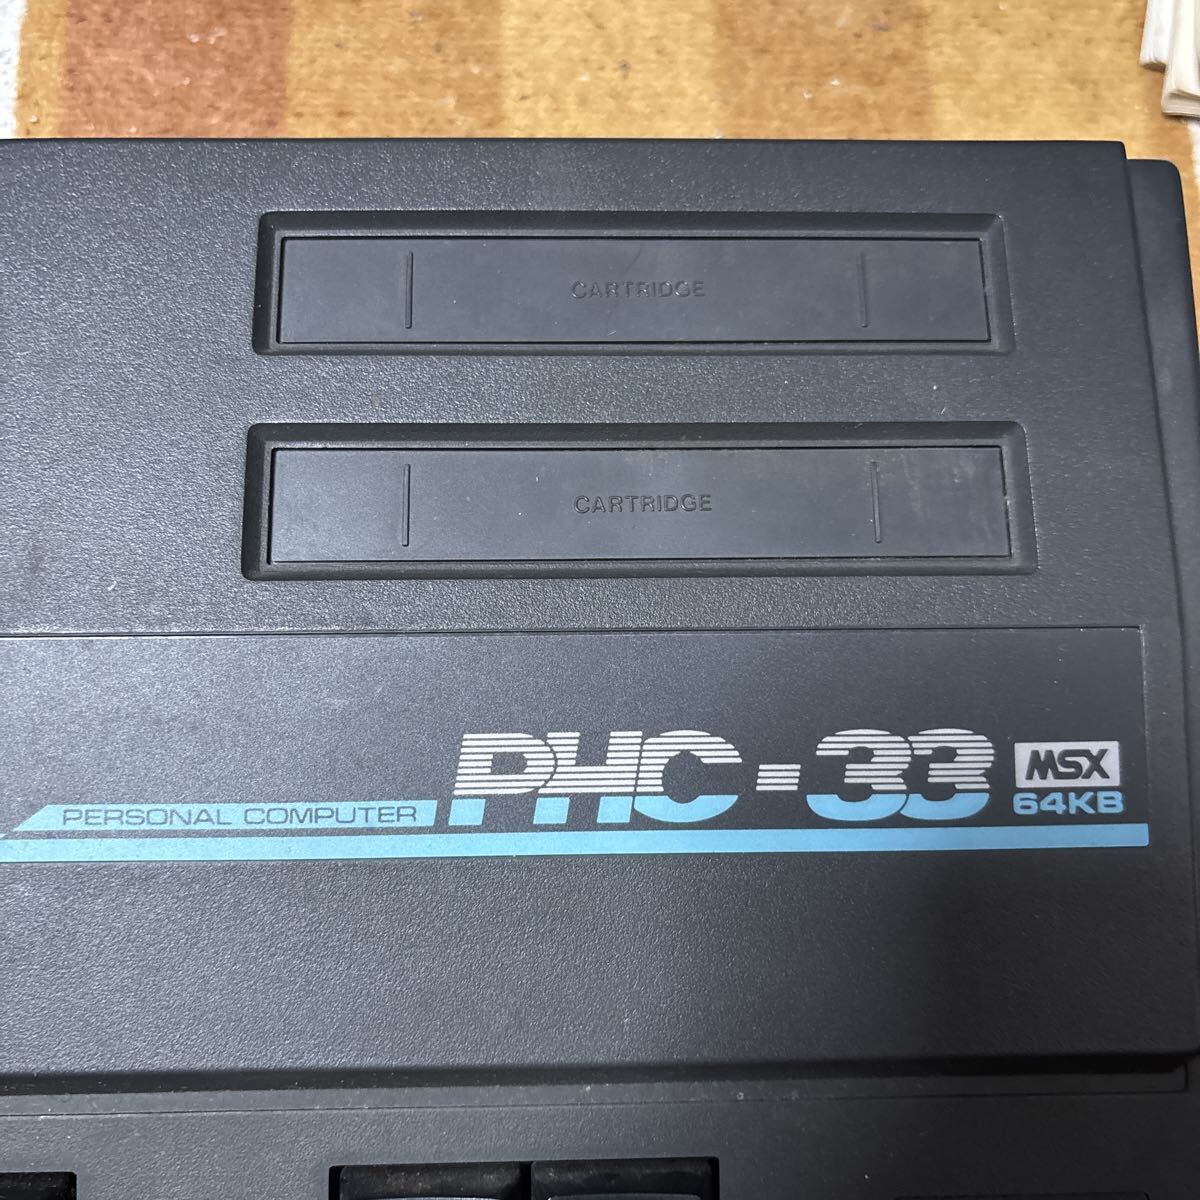 CARTRIDGE
CARTRIDGE
PERSONAL COMPUTER PHC-33 MSX
64KB